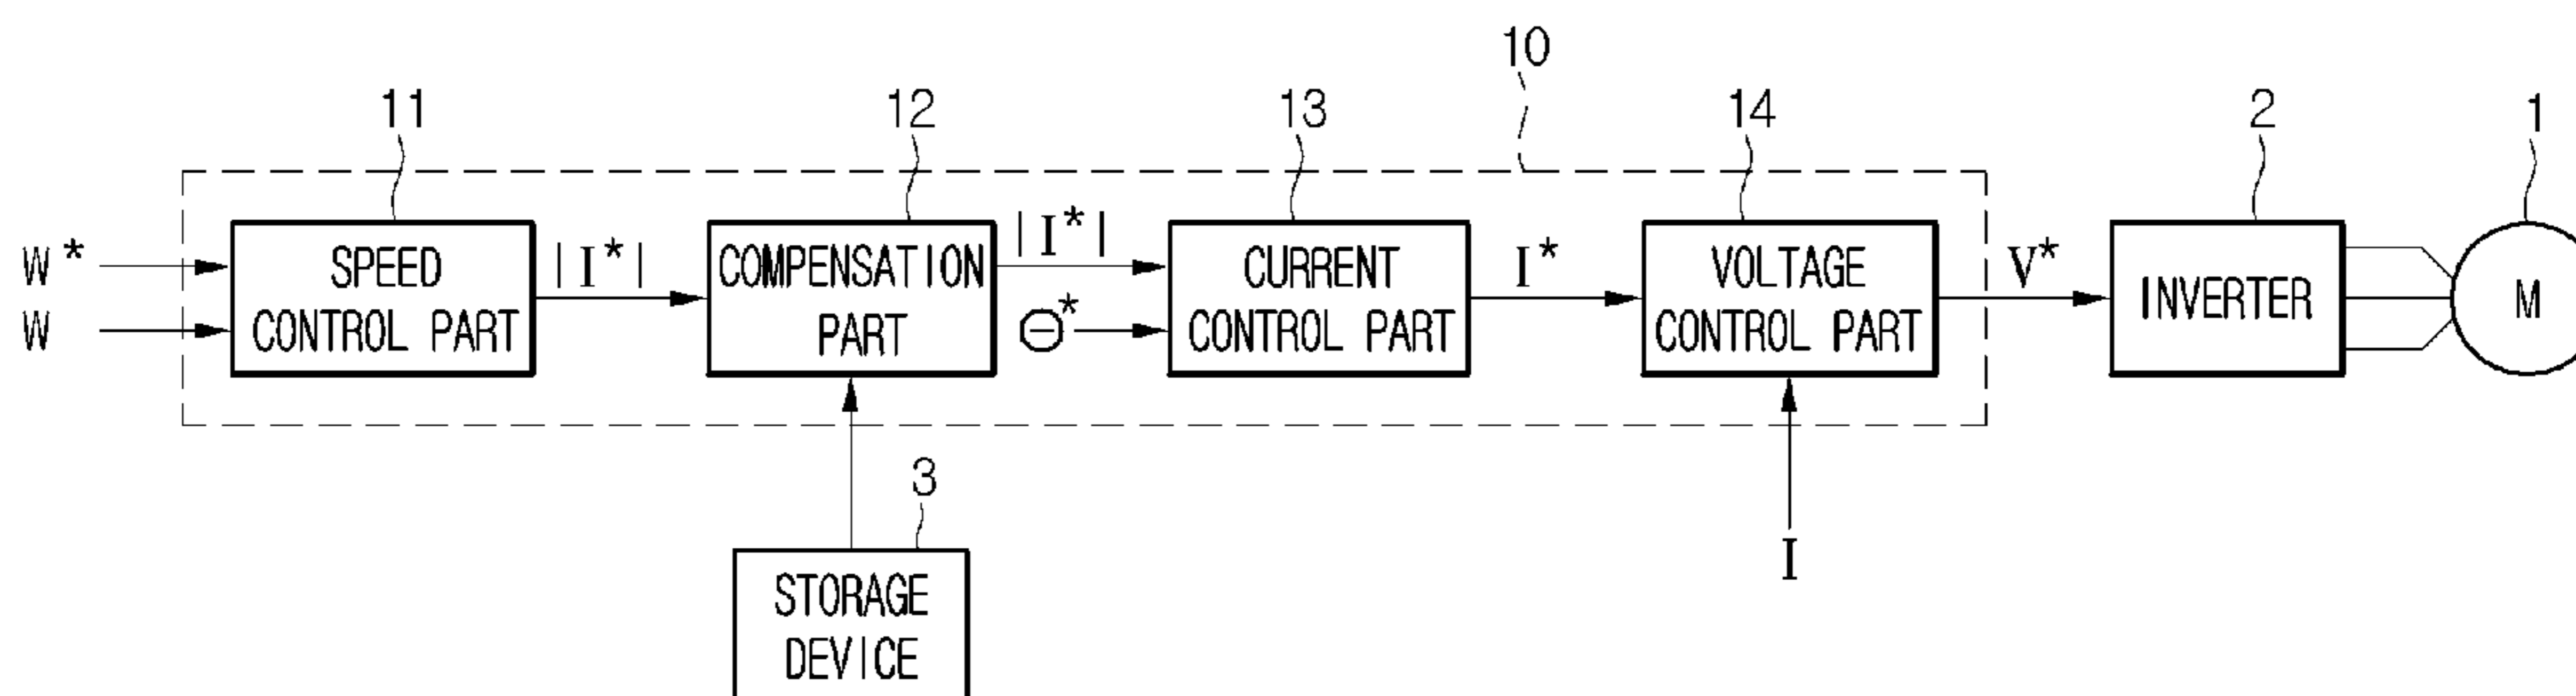 10
11
12
13
14
2
1
W*
W
SPEED
CONTROL PART
|I*|
COMPENSATION
PART
|I*|
Θ*
CURRENT
CONTROL PART
I*
VOLTAGE
CONTROL PART
V*
INVERTER
M
I
3
STORAGE
DEVICE